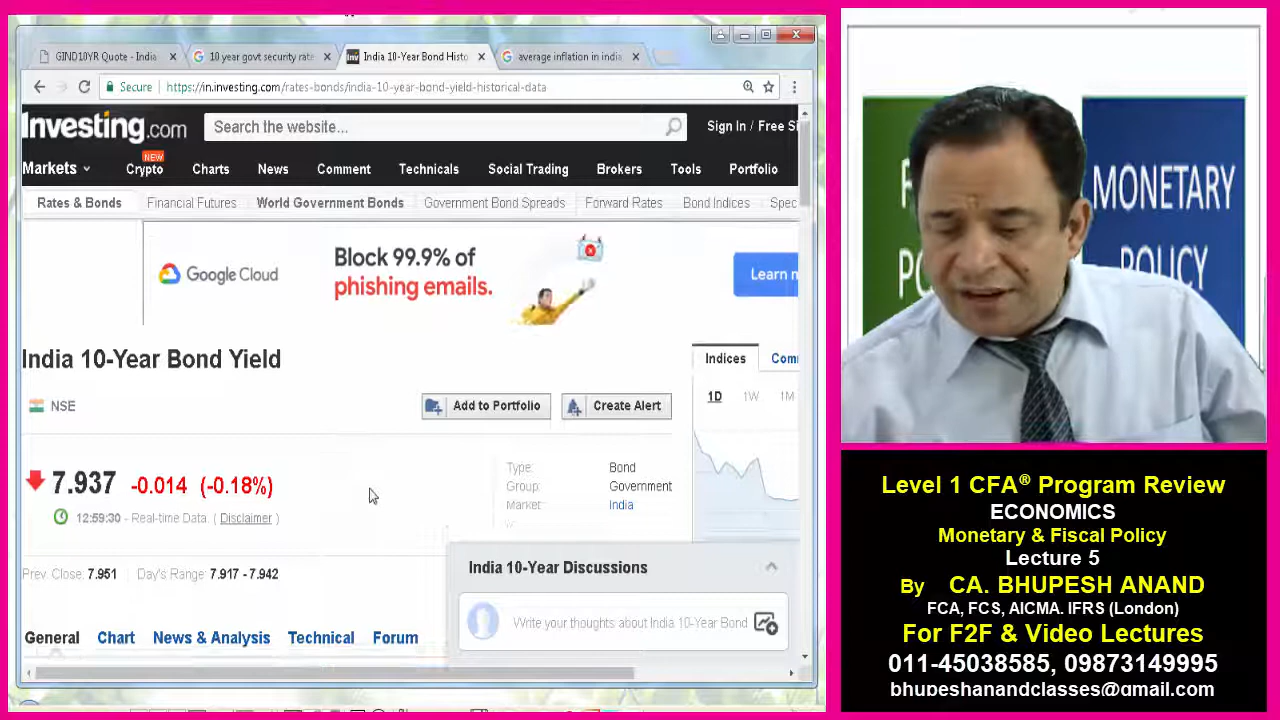 GIND10YR Quote - India
10 year govt security rat
India 10-Year Bond Histo
average inflation in india
Secure https://in.investing.com/rates-bonds/india-10-year-bond-yield-historical-data
Investing.com
Search the website...
Sign In / Free Si
NEW
Markets Crypto Charts News Comment Technicals Social Trading Brokers Tools Portfolio
Rates & Bonds Financial Futures World Government Bonds Government Bond Spreads Forward Rates Bond Indices Spec
Google Cloud
Block 99.9% of
phishing emails.
Learn m
India 10-Year Bond Yield
Indices Com
NSE
Add to Portfolio
Create Alert
1D 1W 1M
7.937 -0.014 (-0.18%)
12:59:30 - Real-time Data. ( Disclaimer )
Type: Bond
Group: Government
Market: India
Prev. Close: 7.951 Day's Range: 7.917 - 7.942
India 10-Year Discussions
Write your thoughts about India 10-Year Bond
General Chart News & Analysis Technical Forum
MONETARY
POLICY
Level 1 CFA® Program Review
ECONOMICS
Monetary & Fiscal Policy
Lecture 5
By CA. BHUPESH ANAND
FCA, FCS, AICMA. IFRS (London)
For F2F & Video Lectures
011-45038585, 09873149995
bhupeshanandclasses@gmail.com